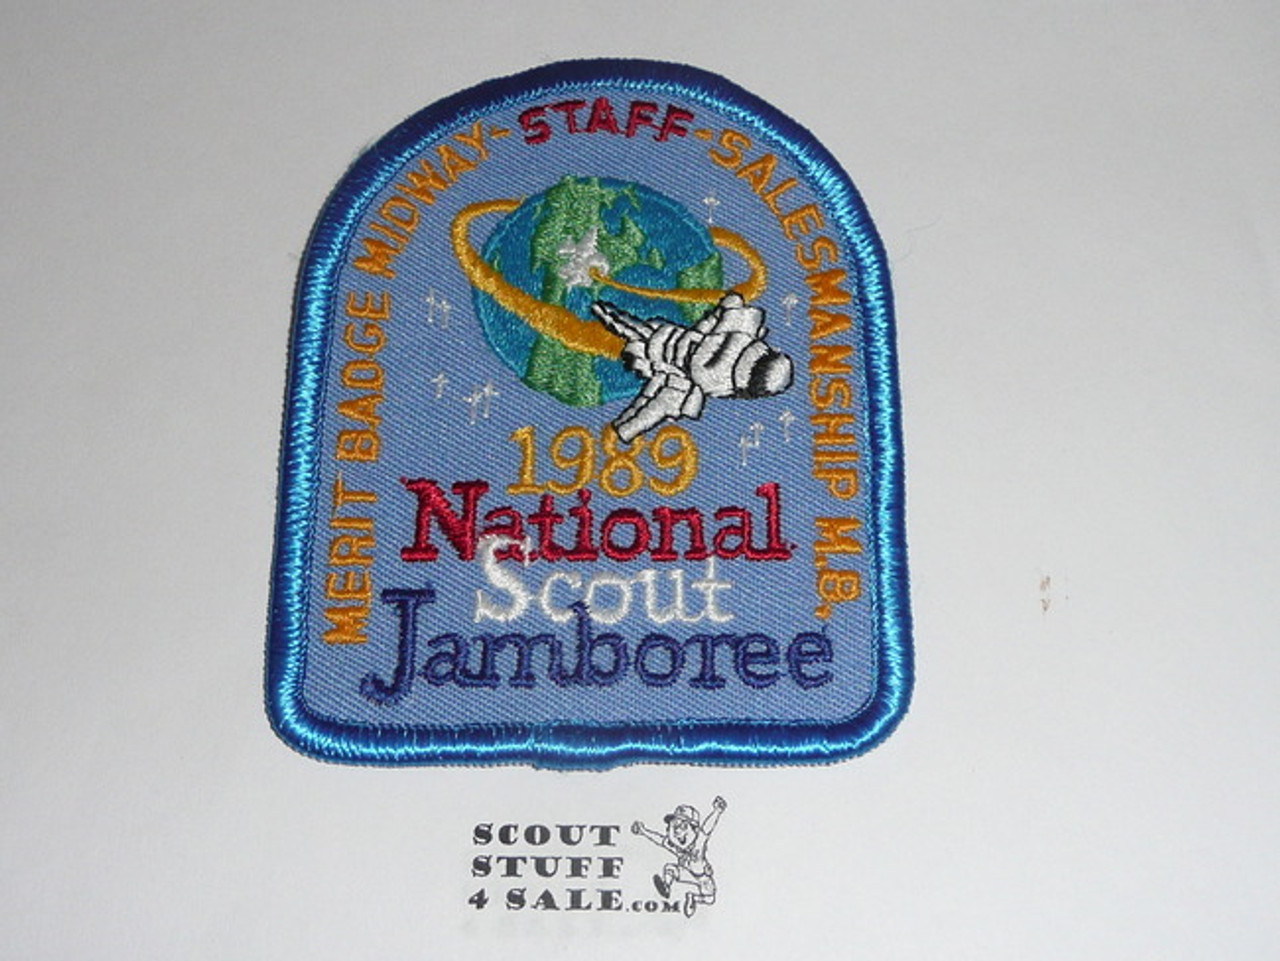 MERIT BADGE MIDWAY-STAFF-SALESMANSHIP M.B.
1989
National
Scout
Jamboree
SCOUT
STUFF
4 SALE.COM